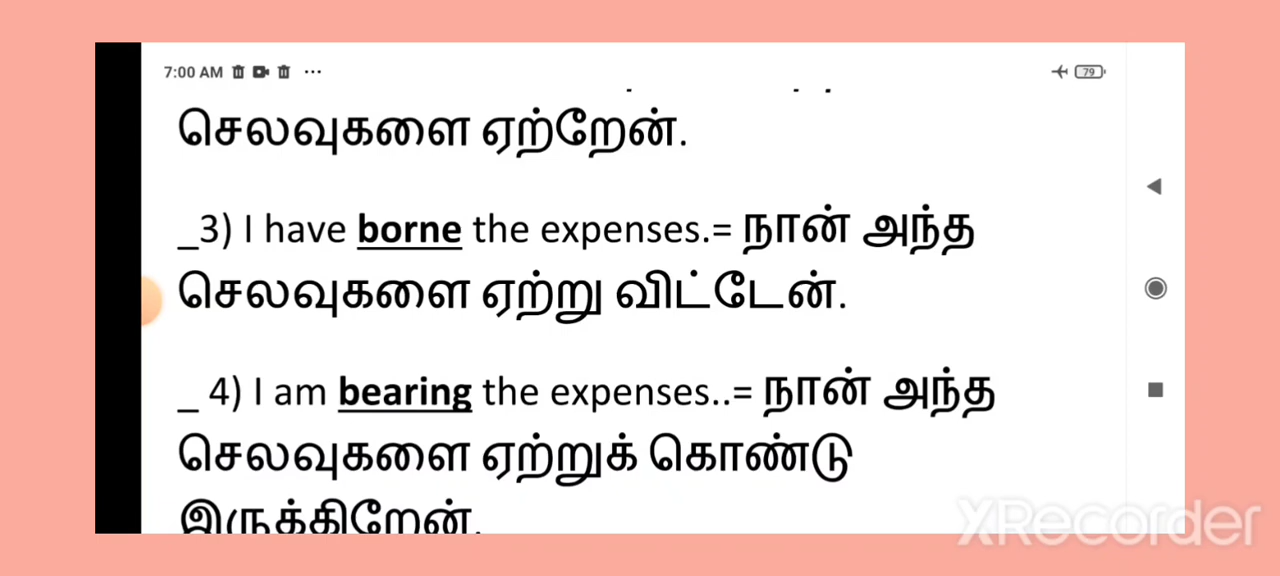 7:00 AM ... 79
செலவுகளை ஏற்றேன்.
_3) I have borne the expenses.= நான் அந்த
செலவுகளை ஏற்று விட்டேன்.
_ 4) I am bearing the expenses..= நான் அந்த
செலவுகளை ஏற்றுக் கொண்டு
இருக்கிறேன்.
XRecorder